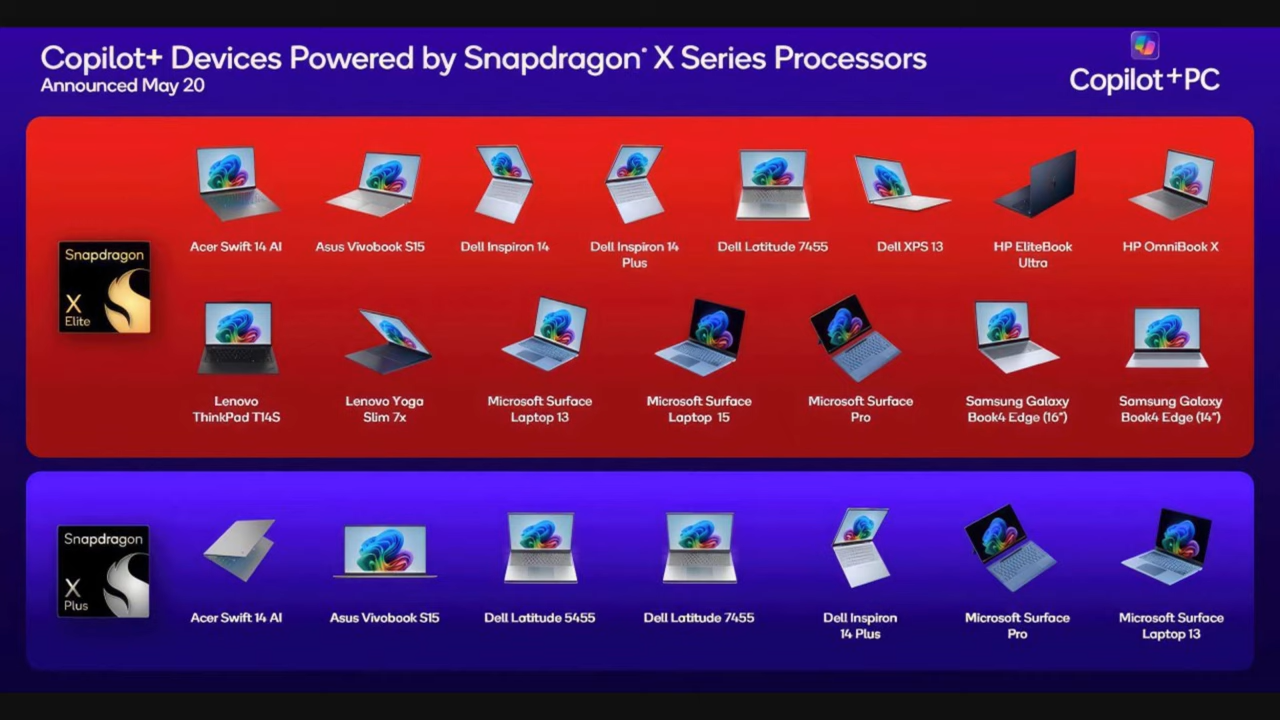 Copilot+ Devices Powered by Snapdragon® X Series Processors
Announced May 20
Copilot+PC
Snapdragon
X
Elite
Acer Swift 14 AI
Asus Vivobook S15
Dell Inspiron 14
Dell Inspiron 14
Plus
Dell Latitude 7455
Dell XPS 13
HP EliteBook
Ultra
HP OmniBook X
Lenovo
ThinkPad T14S
Lenovo Yoga
Slim 7x
Microsoft Surface
Laptop 13
Microsoft Surface
Laptop 15
Microsoft Surface
Pro
Samsung Galaxy
Book4 Edge (16")
Samsung Galaxy
Book4 Edge (14")
Snapdragon
X
Plus
Acer Swift 14 AI
Asus Vivobook S15
Dell Latitude 5455
Dell Latitude 7455
Dell Inspiron
14 Plus
Microsoft Surface
Pro
Microsoft Surface
Laptop 13